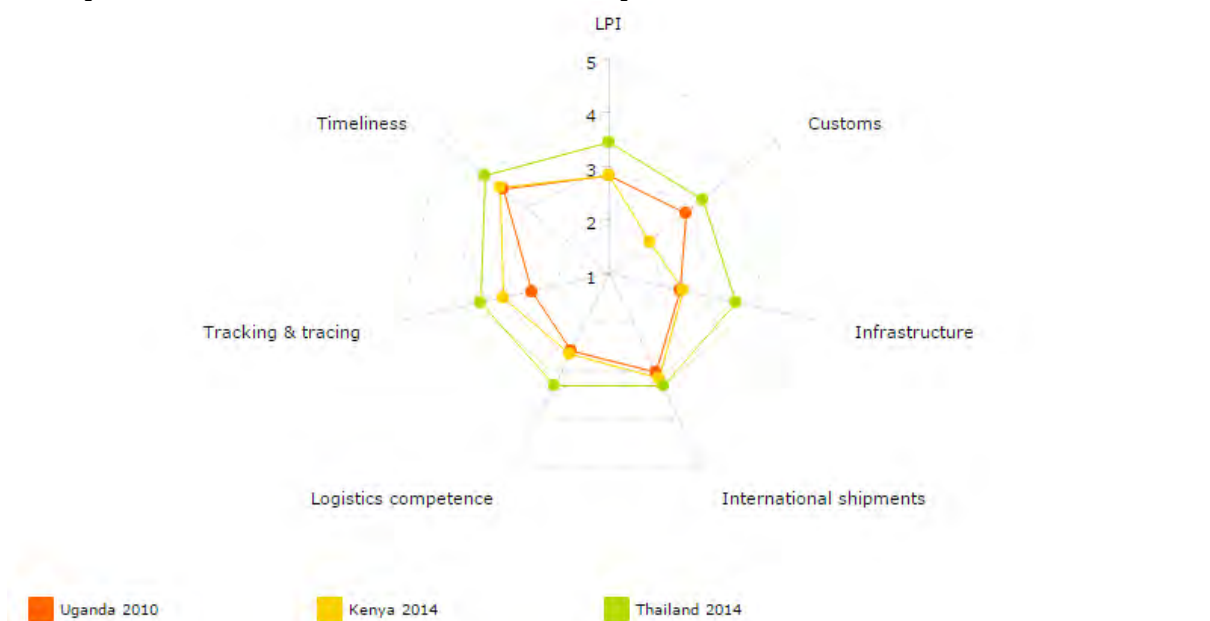 LPI
5
Timeliness
4
Customs
3
2
1
Tracking & tracing
Infrastructure
Logistics competence
International shipments
Uganda 2010
Kenya 2014
Thailand 2014